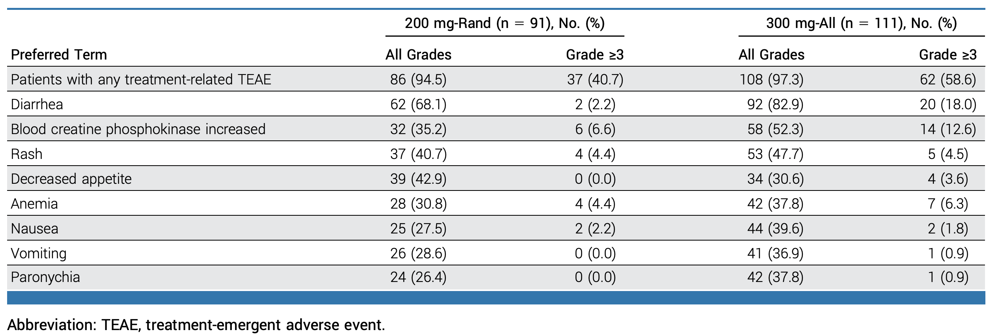 200 mg-Rand (n = 91), No. (%) 300 mg-All (n = 111), No. (%)
Preferred Term All Grades Grade ≥3 All Grades Grade ≥3
Patients with any treatment-related TEAE 86 (94.5) 37 (40.7) 108 (97.3) 62 (58.6)
Diarrhea 62 (68.1) 2 (2.2) 92 (82.9) 20 (18.0)
Blood creatine phosphokinase increased 32 (35.2) 6 (6.6) 58 (52.3) 14 (12.6)
Rash 37 (40.7) 4 (4.4) 53 (47.7) 5 (4.5)
Decreased appetite 39 (42.9) 0 (0.0) 34 (30.6) 4 (3.6)
Anemia 28 (30.8) 4 (4.4) 42 (37.8) 7 (6.3)
Nausea 25 (27.5) 2 (2.2) 44 (39.6) 2 (1.8)
Vomiting 26 (28.6) 0 (0.0) 41 (36.9) 1 (0.9)
Paronychia 24 (26.4) 0 (0.0) 42 (37.8) 1 (0.9)
Abbreviation: TEAE, treatment-emergent adverse event.